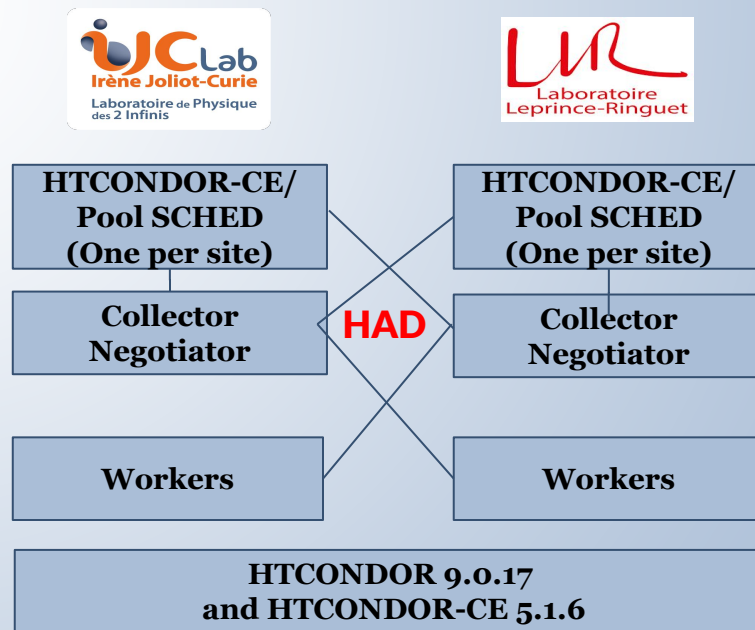 iJCLab
Irène Joliot-Curie
Laboratoire de Physique
des 2 Infinis
LLR
Laboratoire
Leprince-Ringuet
HTCONDOR-CE/
Pool SCHED
(One per site)
HTCONDOR-CE/
Pool SCHED
(One per site)
Collector
Negotiator
HAD
Collector
Negotiator
Workers
Workers
HTCONDOR 9.0.17
and HTCONDOR-CE 5.1.6